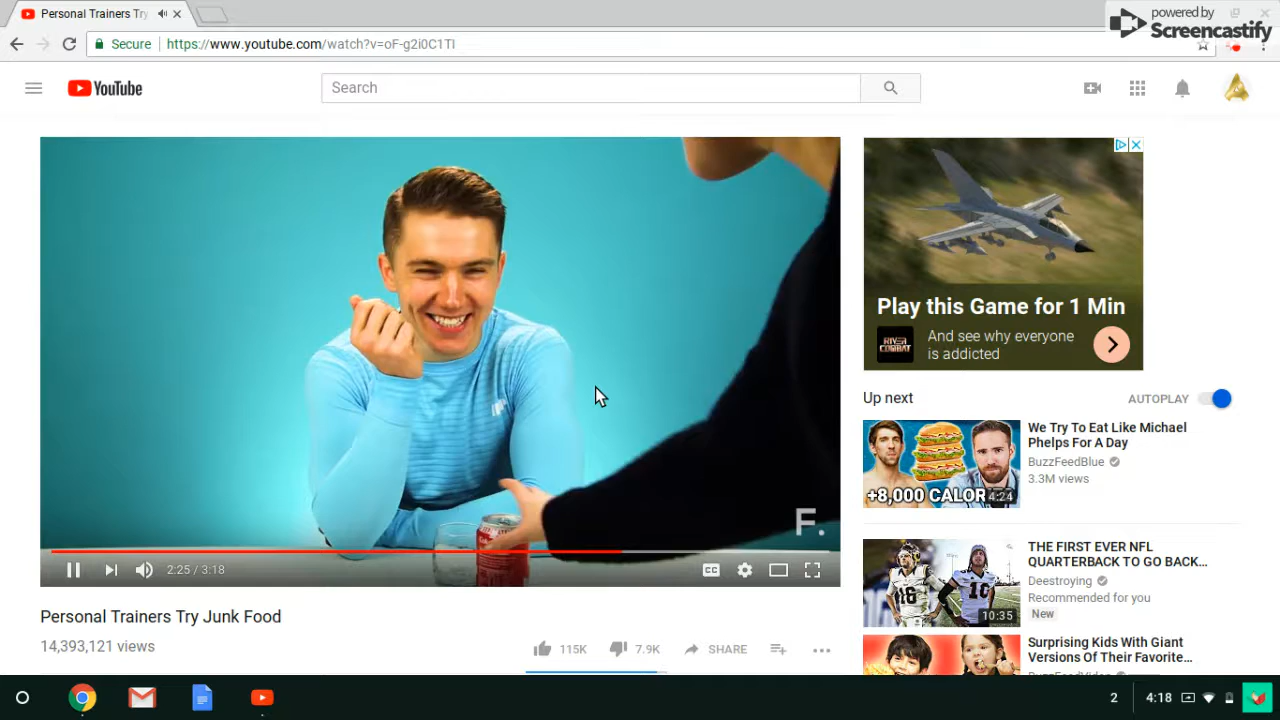 Personal Trainers Try
powered by
Screencastify
Secure
https://www.youtube.com/watch?v=oF-g2i0C1TI
YouTube
Search
F.
2:25 / 3:18
CC
Personal Trainers Try Junk Food
14,393,121 views
115K
7.9K
SHARE
Play this Game for 1 Min
RIVER
COMBAT
And see why everyone
is addicted
Up next
AUTOPLAY
+8,000 CALOR
4:24
We Try To Eat Like Michael
Phelps For A Day
BuzzFeedBlue
3.3M views
16
10:35
THE FIRST EVER NFL
QUARTERBACK TO GO BACK...
Deestroying
Recommended for you
New
Surprising Kids With Giant
Versions Of Their Favorite...
2
4:18